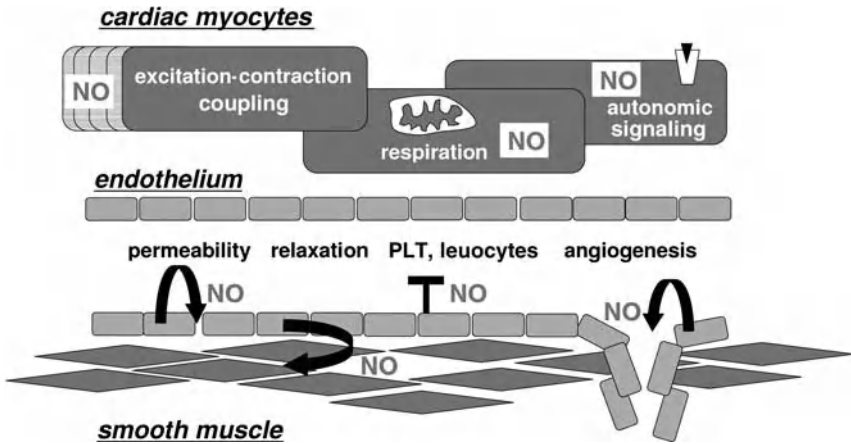 cardiac myocytes
NO
excitation-contraction
coupling
NO
autonomic
signaling
respiration
NO
endothelium
permeability relaxation PLT, leuocytes angiogenesis
NO
NO
NO
NO
smooth muscle